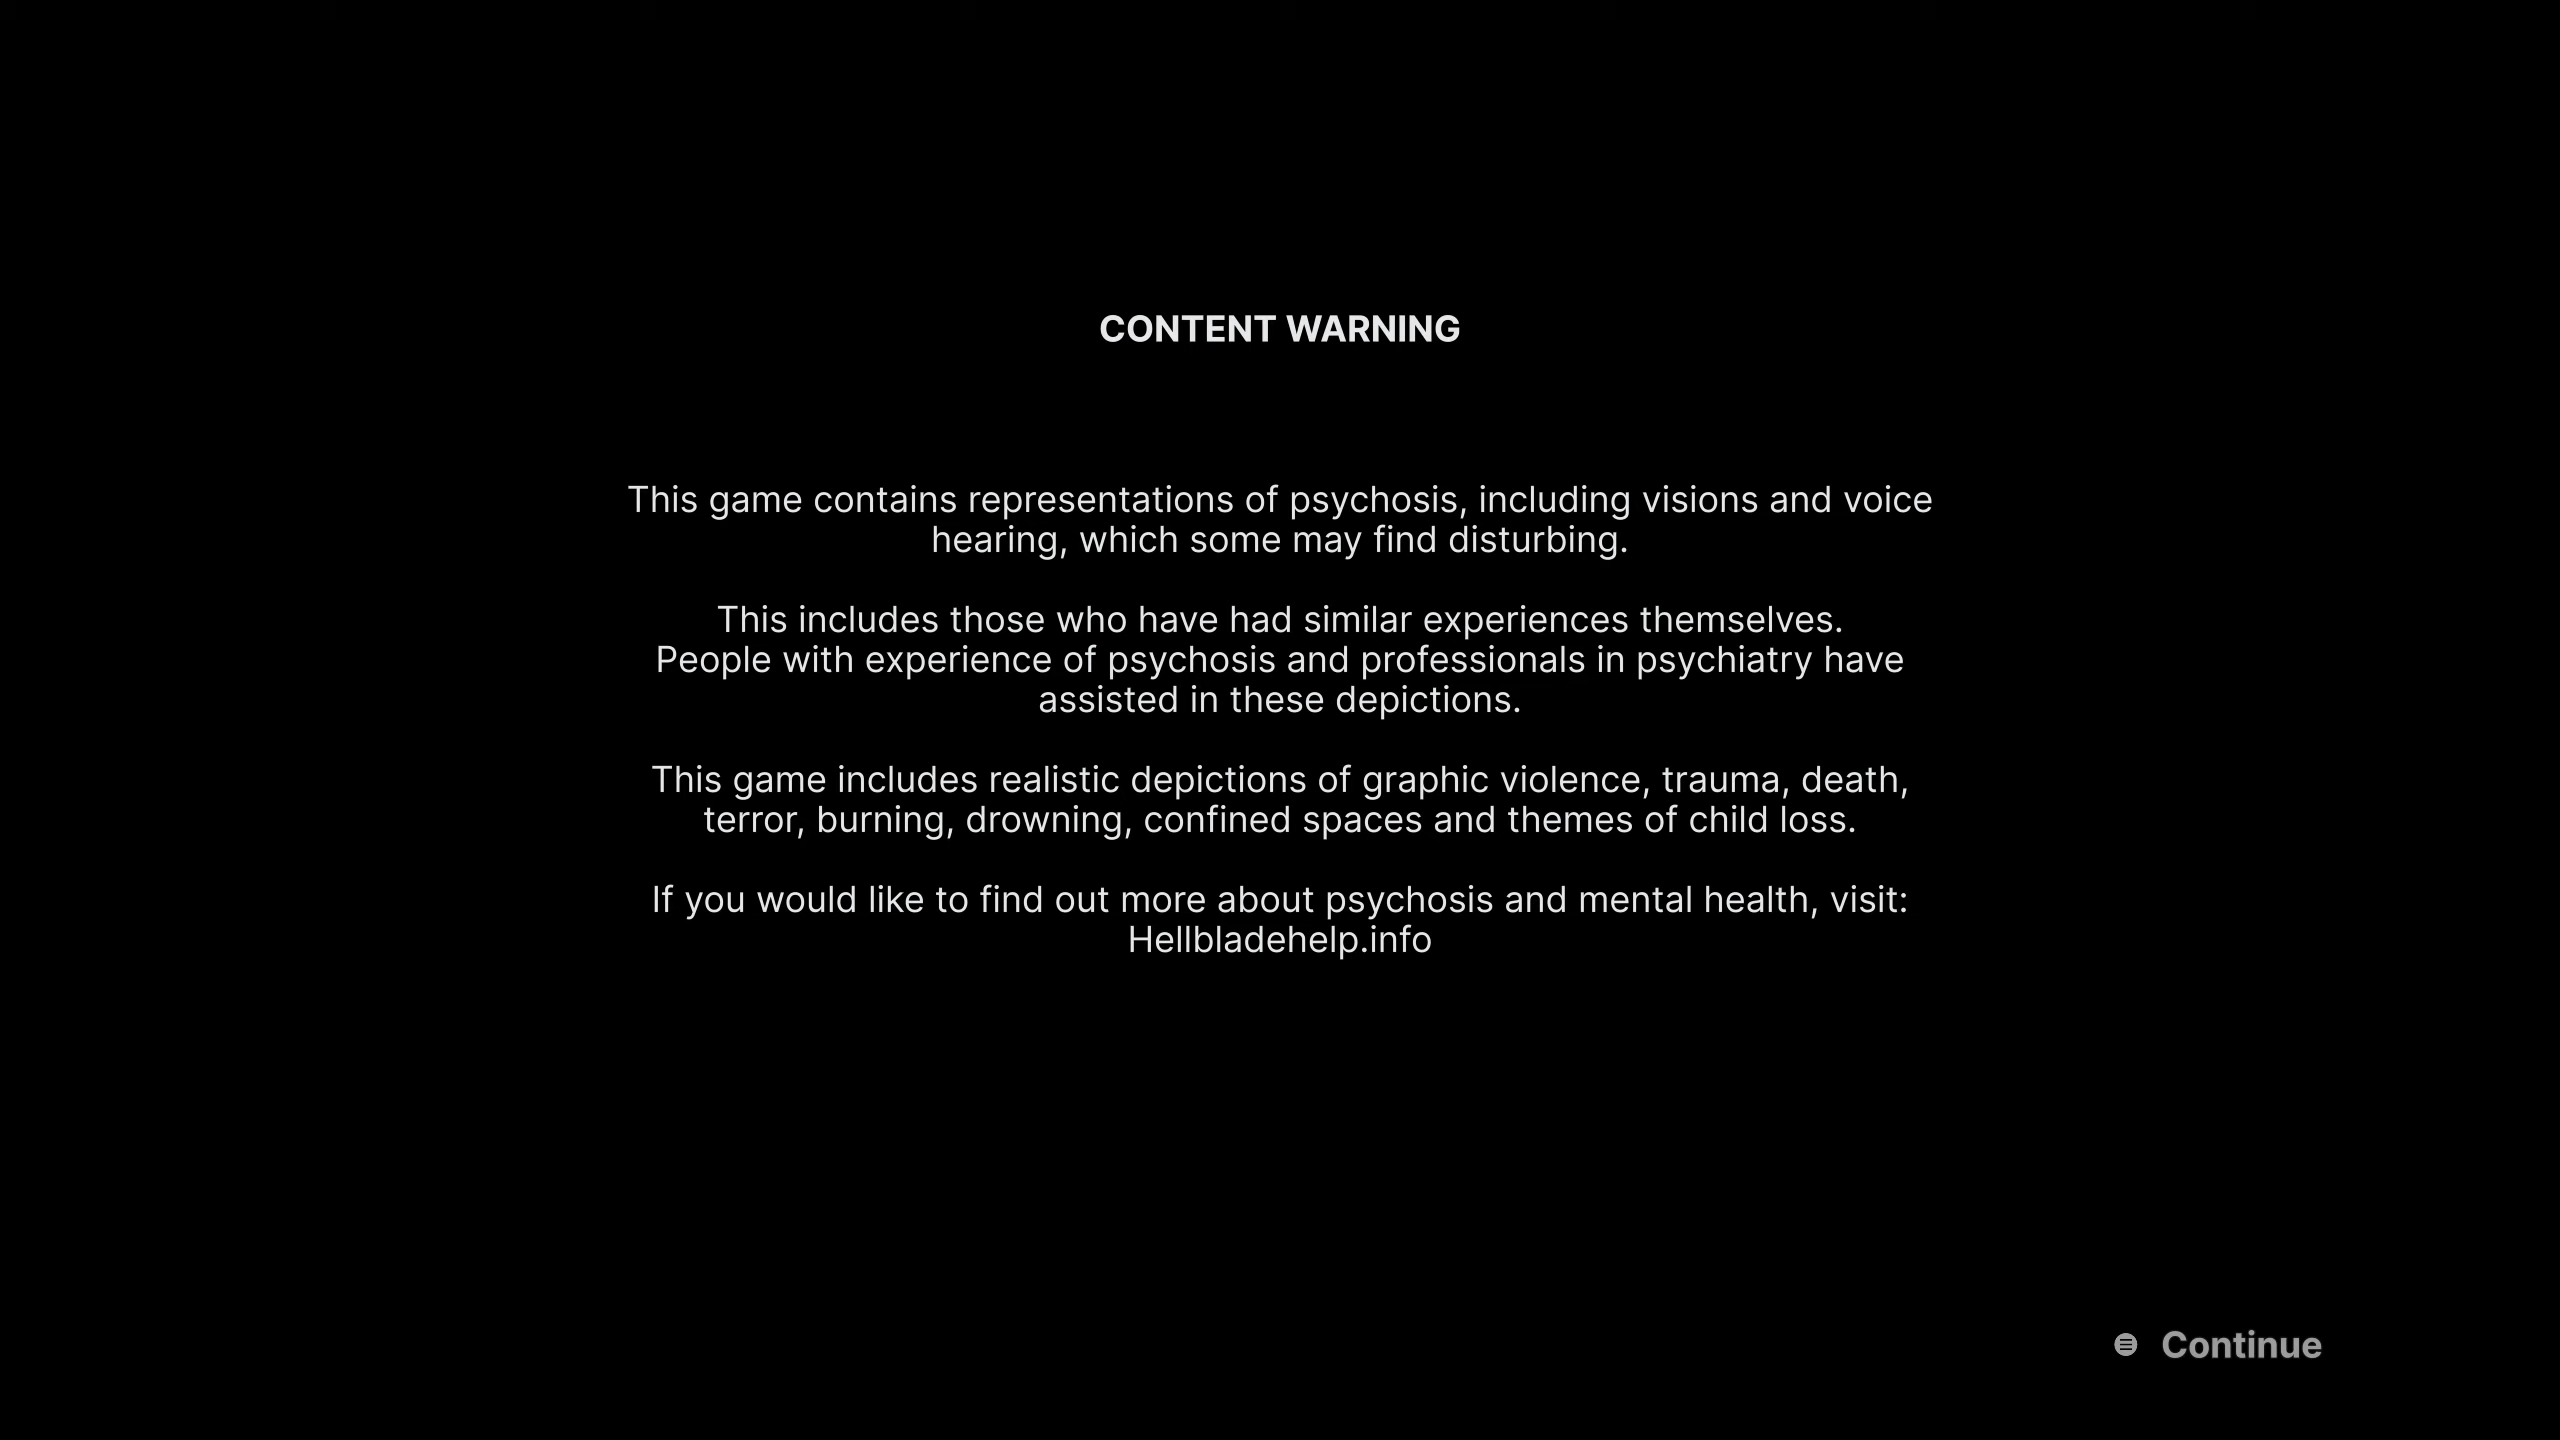 CONTENT WARNING
This game contains representations of psychosis, including visions and voice
hearing, which some may find disturbing.
This includes those who have had similar experiences themselves.
People with experience of psychosis and professionals in psychiatry have
assisted in these depictions.
This game includes realistic depictions of graphic violence, trauma, death,
terror, burning, drowning, confined spaces and themes of child loss.
If you would like to find out more about psychosis and mental health, visit:
Hellbladehelp.info
Continue